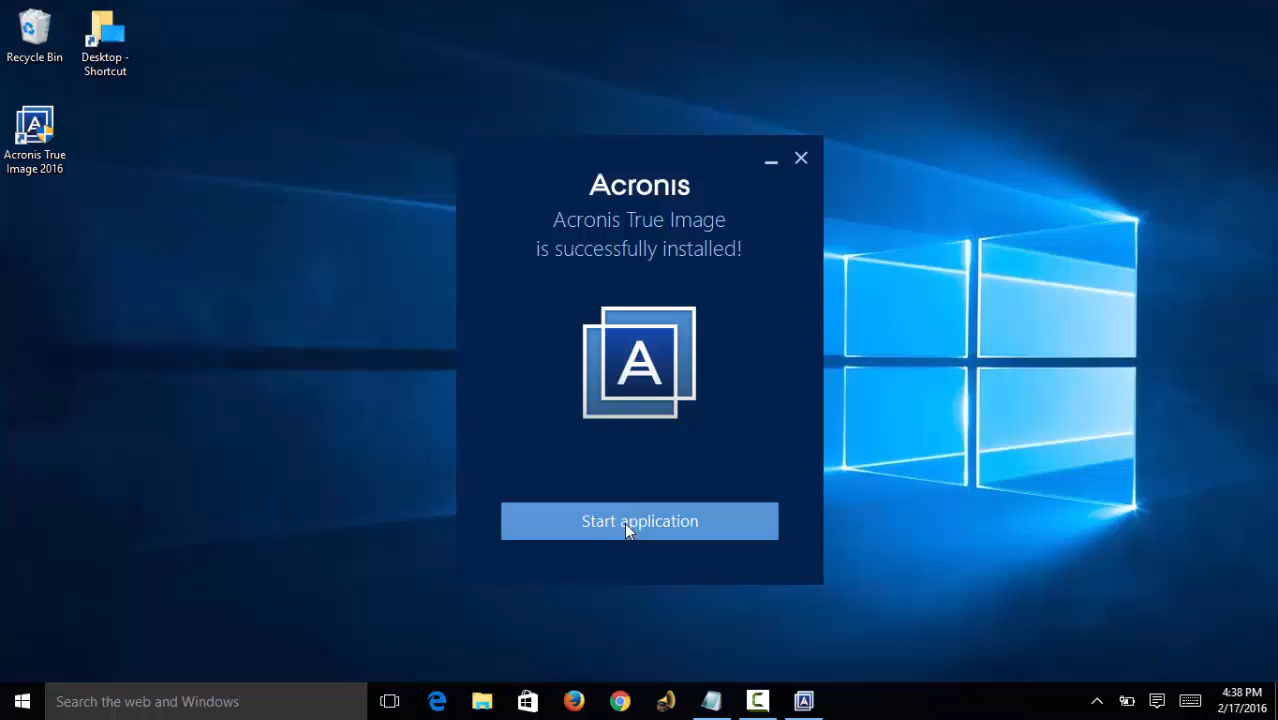 Recycle Bin
Desktop -
Shortcut
Acronis True
Image 2016
Acronis
Acronis True Image
is successfully installed!
A
Start application
Search the web and Windows
4:38 PM
2/17/2016